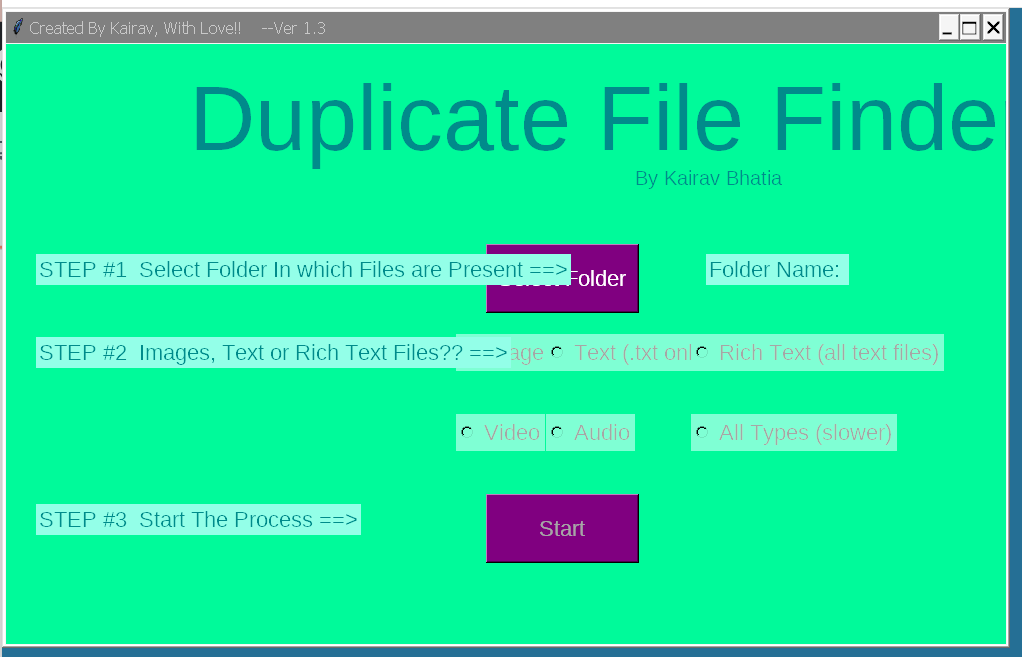 Created By Kairav, With Love!! --Ver 1.3
Duplicate File Finder
By Kairav Bhatia
STEP #1 Select Folder In which Files are Present ==>
Folder
Folder Name:
STEP #2 Images, Text or Rich Text Files?? ==>
Text (.txt onl
Rich Text (all text files)
Video
Audio
All Types (slower)
STEP #3 Start The Process ==>
Start